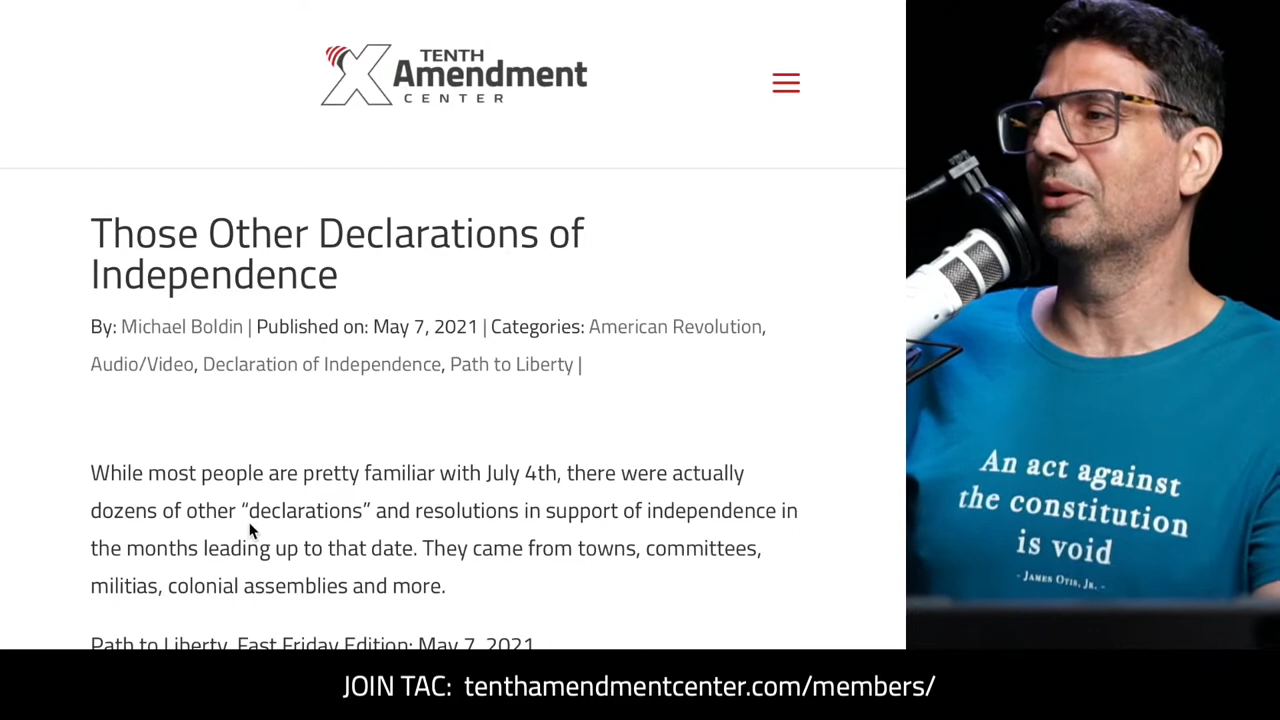 TENTH
Amendment
CENTER
Those Other Declarations of
Independence
By: Michael Boldin | Published on: May 7, 2021 | Categories: American Revolution,
Audio/Video, Declaration of Independence, Path to Liberty |
While most people are pretty familiar with July 4th, there were actually
dozens of other “declarations” and resolutions in support of independence in
the months leading up to that date. They came from towns, committees,
militias, colonial assemblies and more.
Path to Liberty, Fast Friday Edition: May 7, 2021
An act against
the constitution
is void
- James Otis, Jr. -
JOIN TAC: tenthamendmentcenter.com/members/